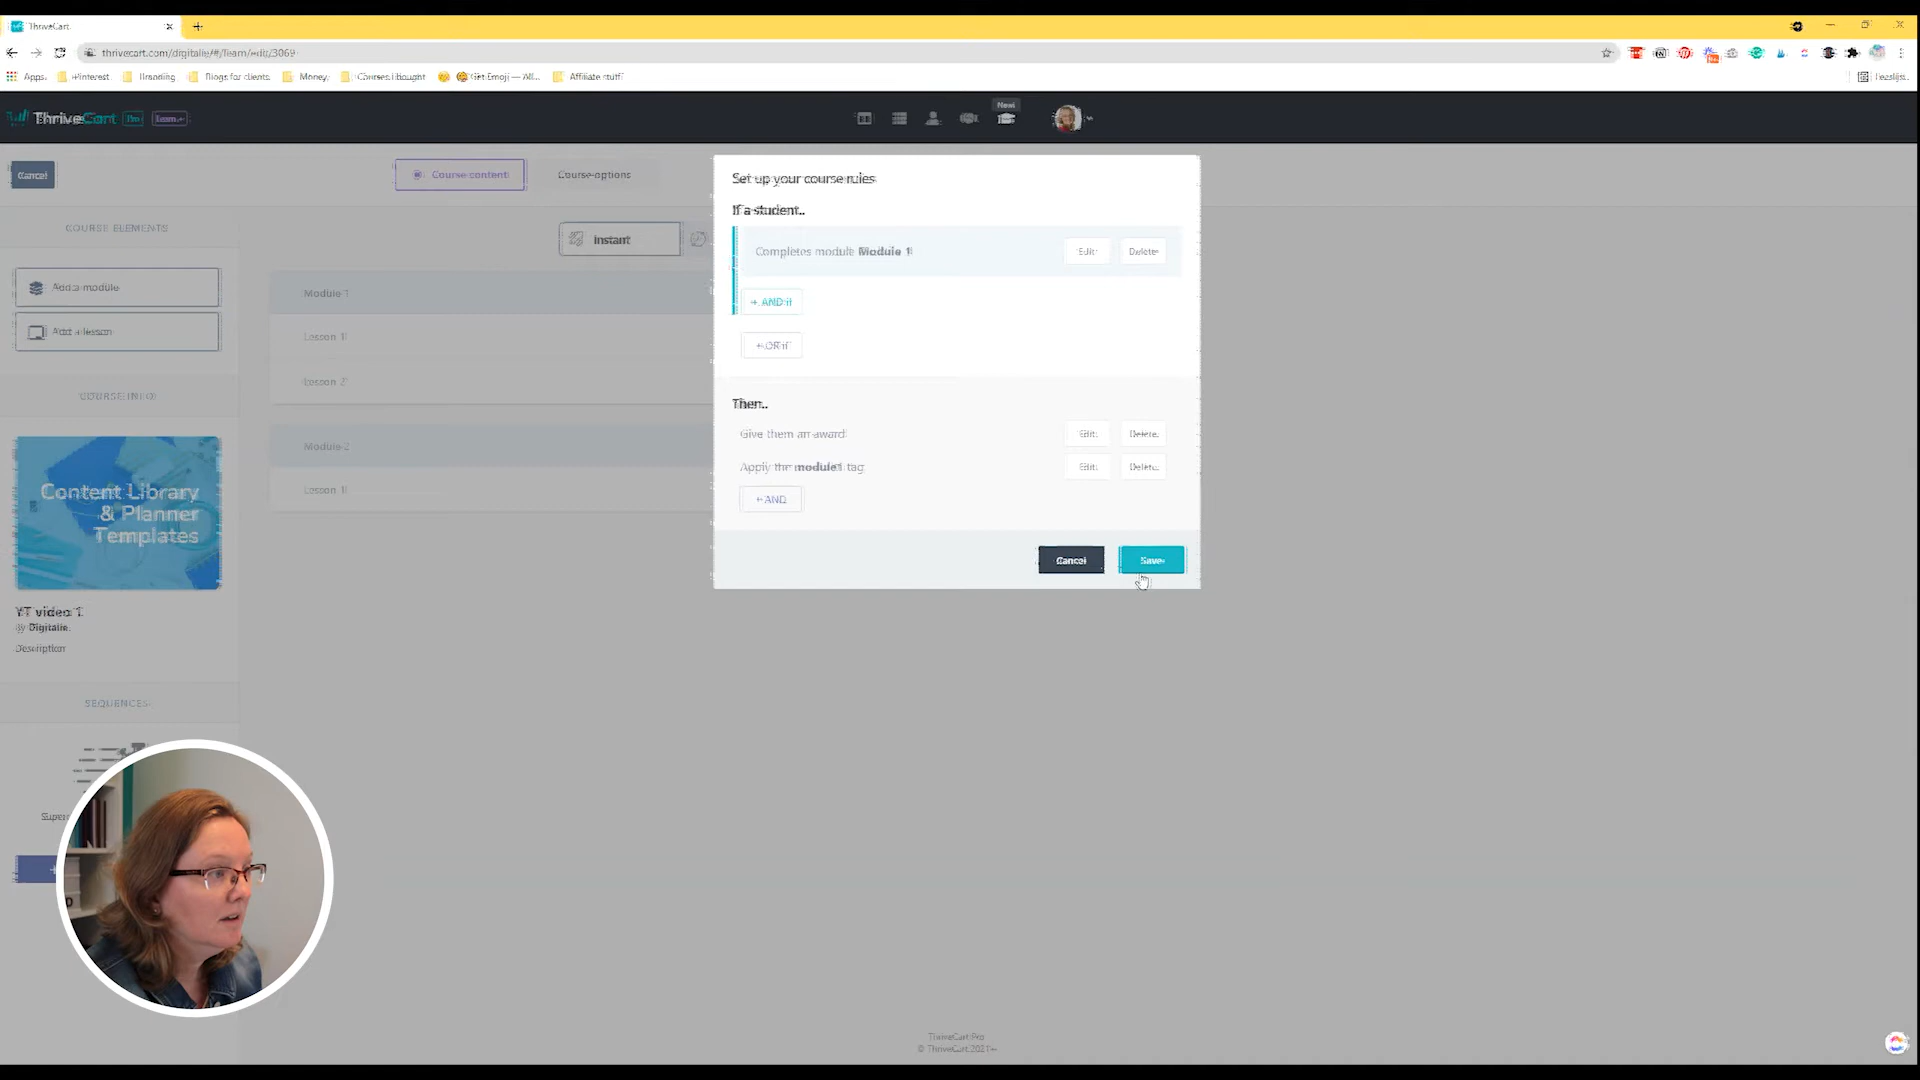 ThriveCart
thrivecart.com/digitalie/#/learn/edit/3069
Apps
Pinterest
Branding
Blogs for clients
Money
Courses bought
Get Emoji — All...
Affiliate stuff
ThriveCart
Pro
Learn+
New!
Cancel
Course content
Course options
COURSE ELEMENTS
Instant
Add a module
Add a lesson
COURSE INFO
Content Library
& Planner
Templates
YT video 1
By Digitalie
Description
SEQUENCES
Module 1
Lesson 1
Lesson 2
Module 2
Lesson 1
Set up your course rules
If a student..
Completes module Module 1
Edit
Delete
+ AND if
+ OR if
Then..
Give them an award
Edit
Delete
Apply the module1 tag
Edit
Delete
+ AND
Cancel
Save
ThriveCart Pro
© ThriveCart 2021